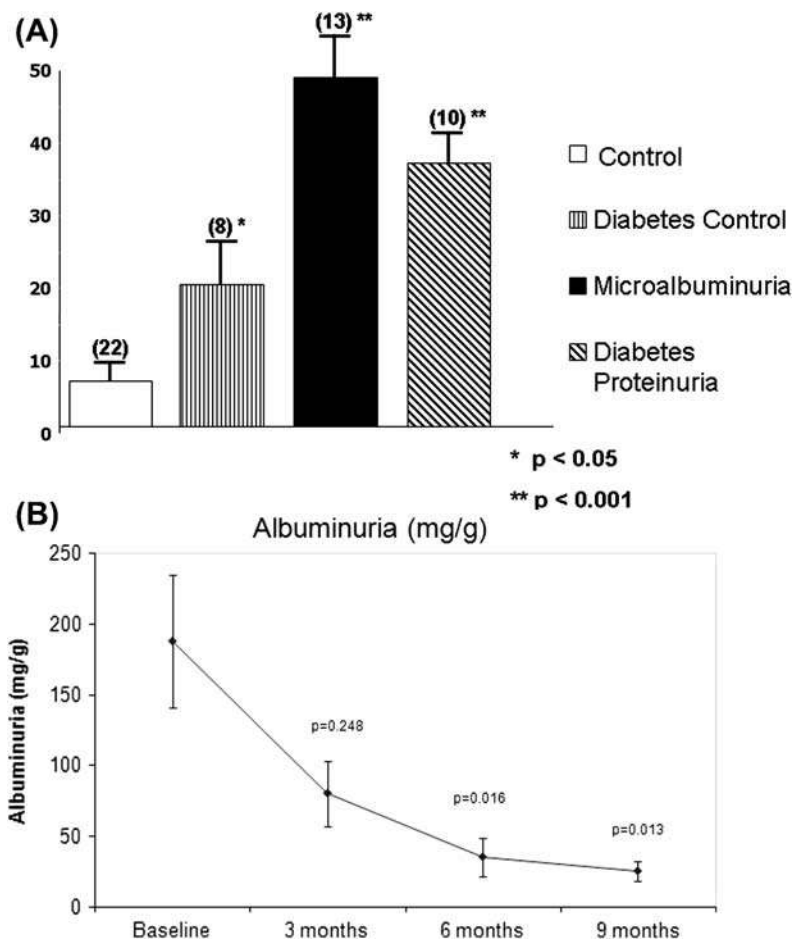 (A)
(13) **
50
40
(10) **
30
(8) *
20
(22)
10
0
Control
Diabetes Control
Microalbuminuria
Diabetes
Proteinuria
* p < 0.05
** p < 0.001
(B)
Albuminuria (mg/g)
Albuminuria (mg/g)
250
200
150
100
50
0
p=0.248
p=0.016
p=0.013
Baseline 3 months 6 months 9 months